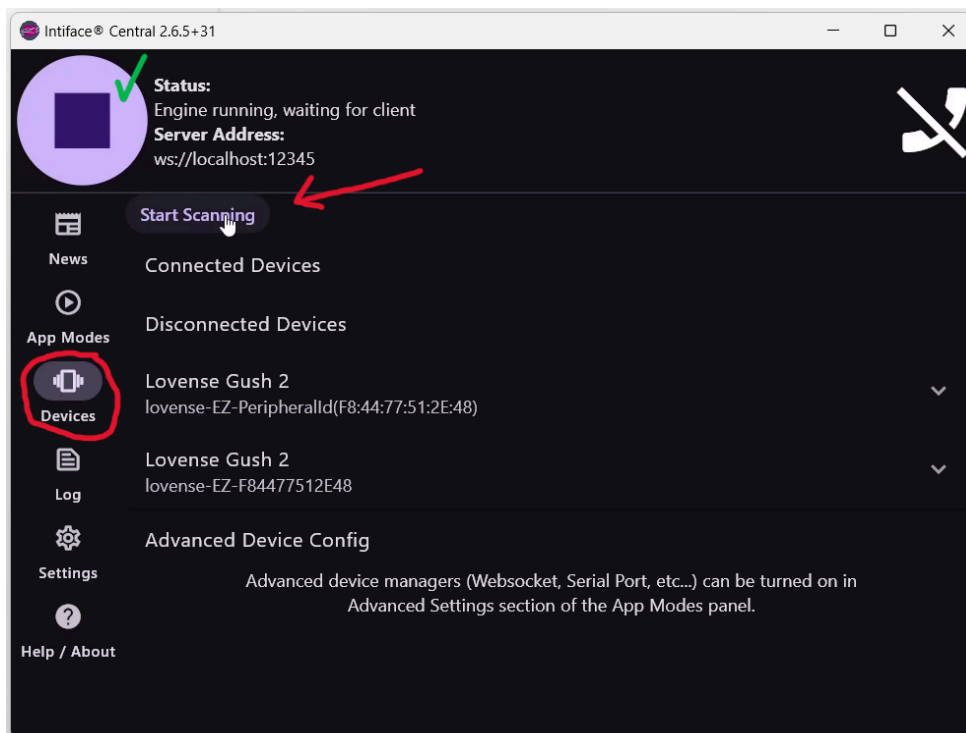 Intiface® Central 2.6.5+31
Status:
Engine running, waiting for client
Server Address:
ws://localhost:12345
Start Scanning
News
Connected Devices
App Modes
Disconnected Devices
Devices
Lovense Gush 2
lovense-EZ-PeripheralId(F8:44:77:51:2E:48)
Log
Lovense Gush 2
lovense-EZ-F84477512E48
Settings
Advanced Device Config
Advanced device managers (Websocket, Serial Port, etc...) can be turned on in
Advanced Settings section of the App Modes panel.
Help / About